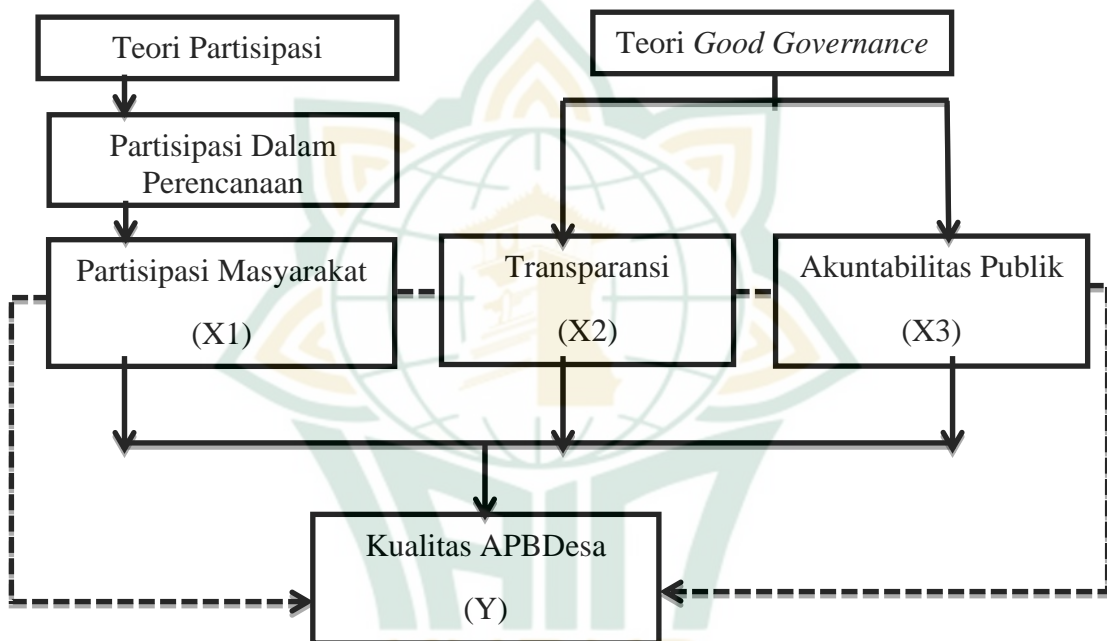 Teori Partisipasi
Teori Good Governance
Partisipasi Dalam
Perencanaan
Partisipasi Masyarakat
(X1)
Transparansi
(X2)
Akuntabilitas Publik
(X3)
Kualitas APBDesa
(Y)